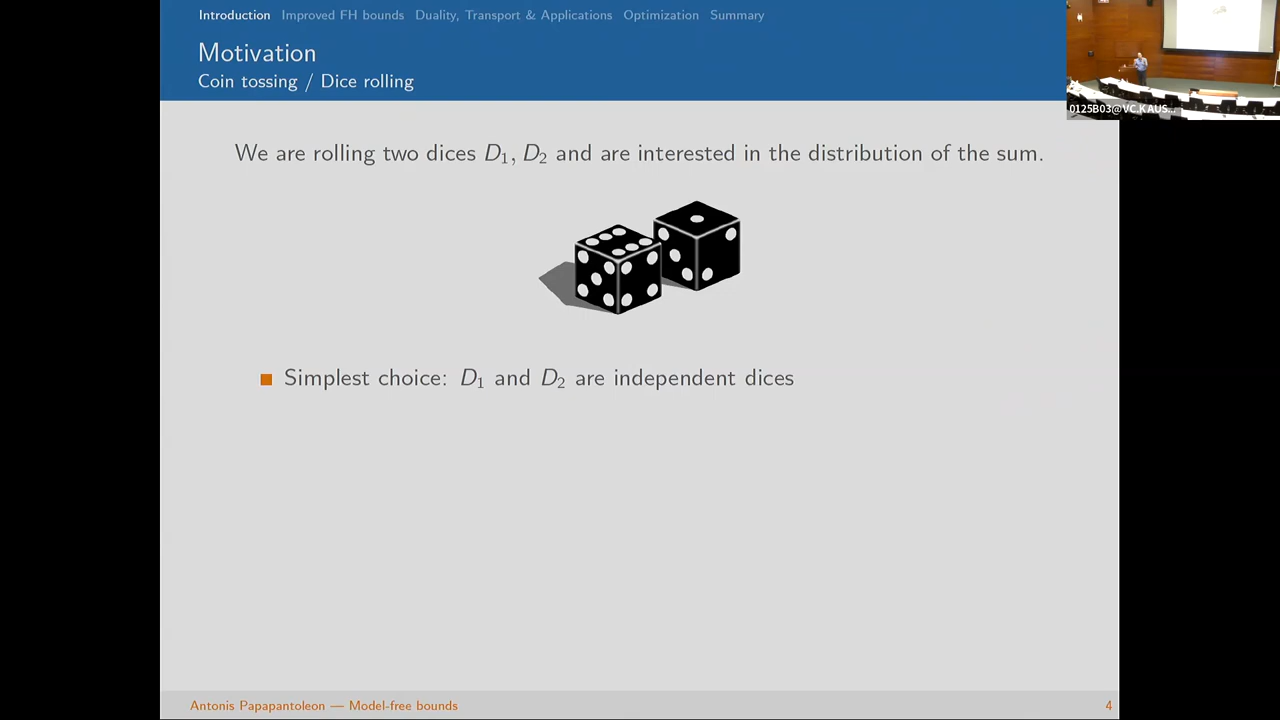 Introduction Improved FH bounds Duality, Transport & Applications Optimization Summary
Motivation
Coin tossing / Dice rolling
0125B03@VC.KAUS...
We are rolling two dices D₁, D₂ and are interested in the distribution of the sum.
Simplest choice: D₁ and D₂ are independent dices
Antonis Papapantoleon — Model-free bounds 4